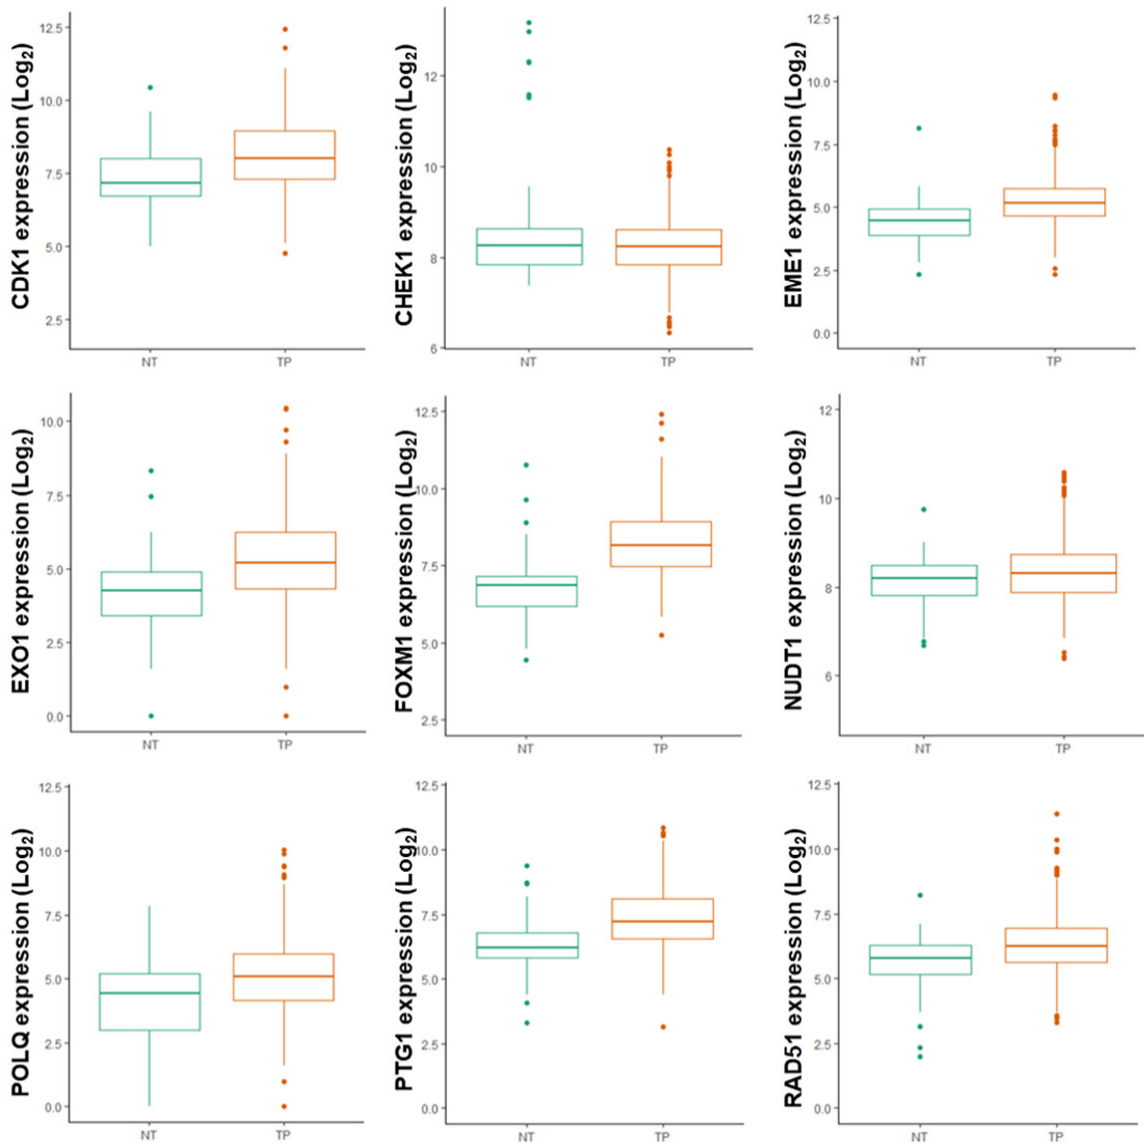 CDK1 expression (Log₂)
12.5
10.0
7.5
5.0
2.5
NT TP
CHEK1 expression (Log₂)
12
10
8
6
NT TP
EME1 expression (Log₂)
12.5
10.0
7.5
5.0
2.5
0.0
NT TP
EXO1 expression (Log₂)
10.0
7.5
5.0
2.5
0.0
NT TP
FOXM1 expression (Log₂)
12.5
10.0
7.5
5.0
2.5
NT TP
NUDT1 expression (Log₂)
12
10
8
6
NT TP
POLQ expression (Log₂)
12.5
10.0
7.5
5.0
2.5
0.0
NT TP
PTG1 expression (Log₂)
12.5
10.0
7.5
5.0
2.5
0.0
NT TP
RAD51 expression (Log₂)
12.5
10.0
7.5
5.0
2.5
0.0
NT TP